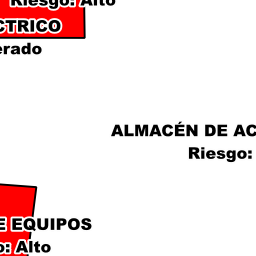 Riesgo: Alto
CTRICO
erado
ALMACÉN DE AC
Riesgo:
E EQUIPOS
o: Alto